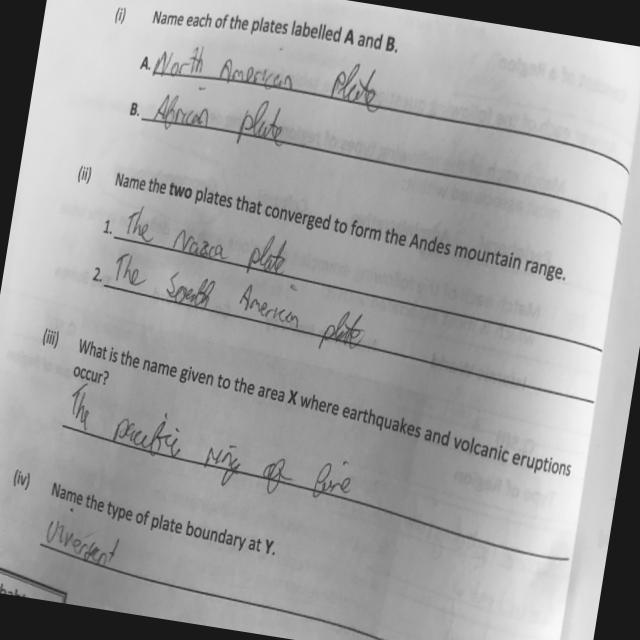 (i) Name each of the plates labelled A and B.
A. North American plate
B. African plate
(ii) Name the two plates that converged to form the Andes mountain range.
1. The Nazca plate
2. The South American plate
(iii) What is the name given to the area X where earthquakes and volcanic eruptions
occur?
The pacific ring of fire
(iv) Name the type of plate boundary at Y.